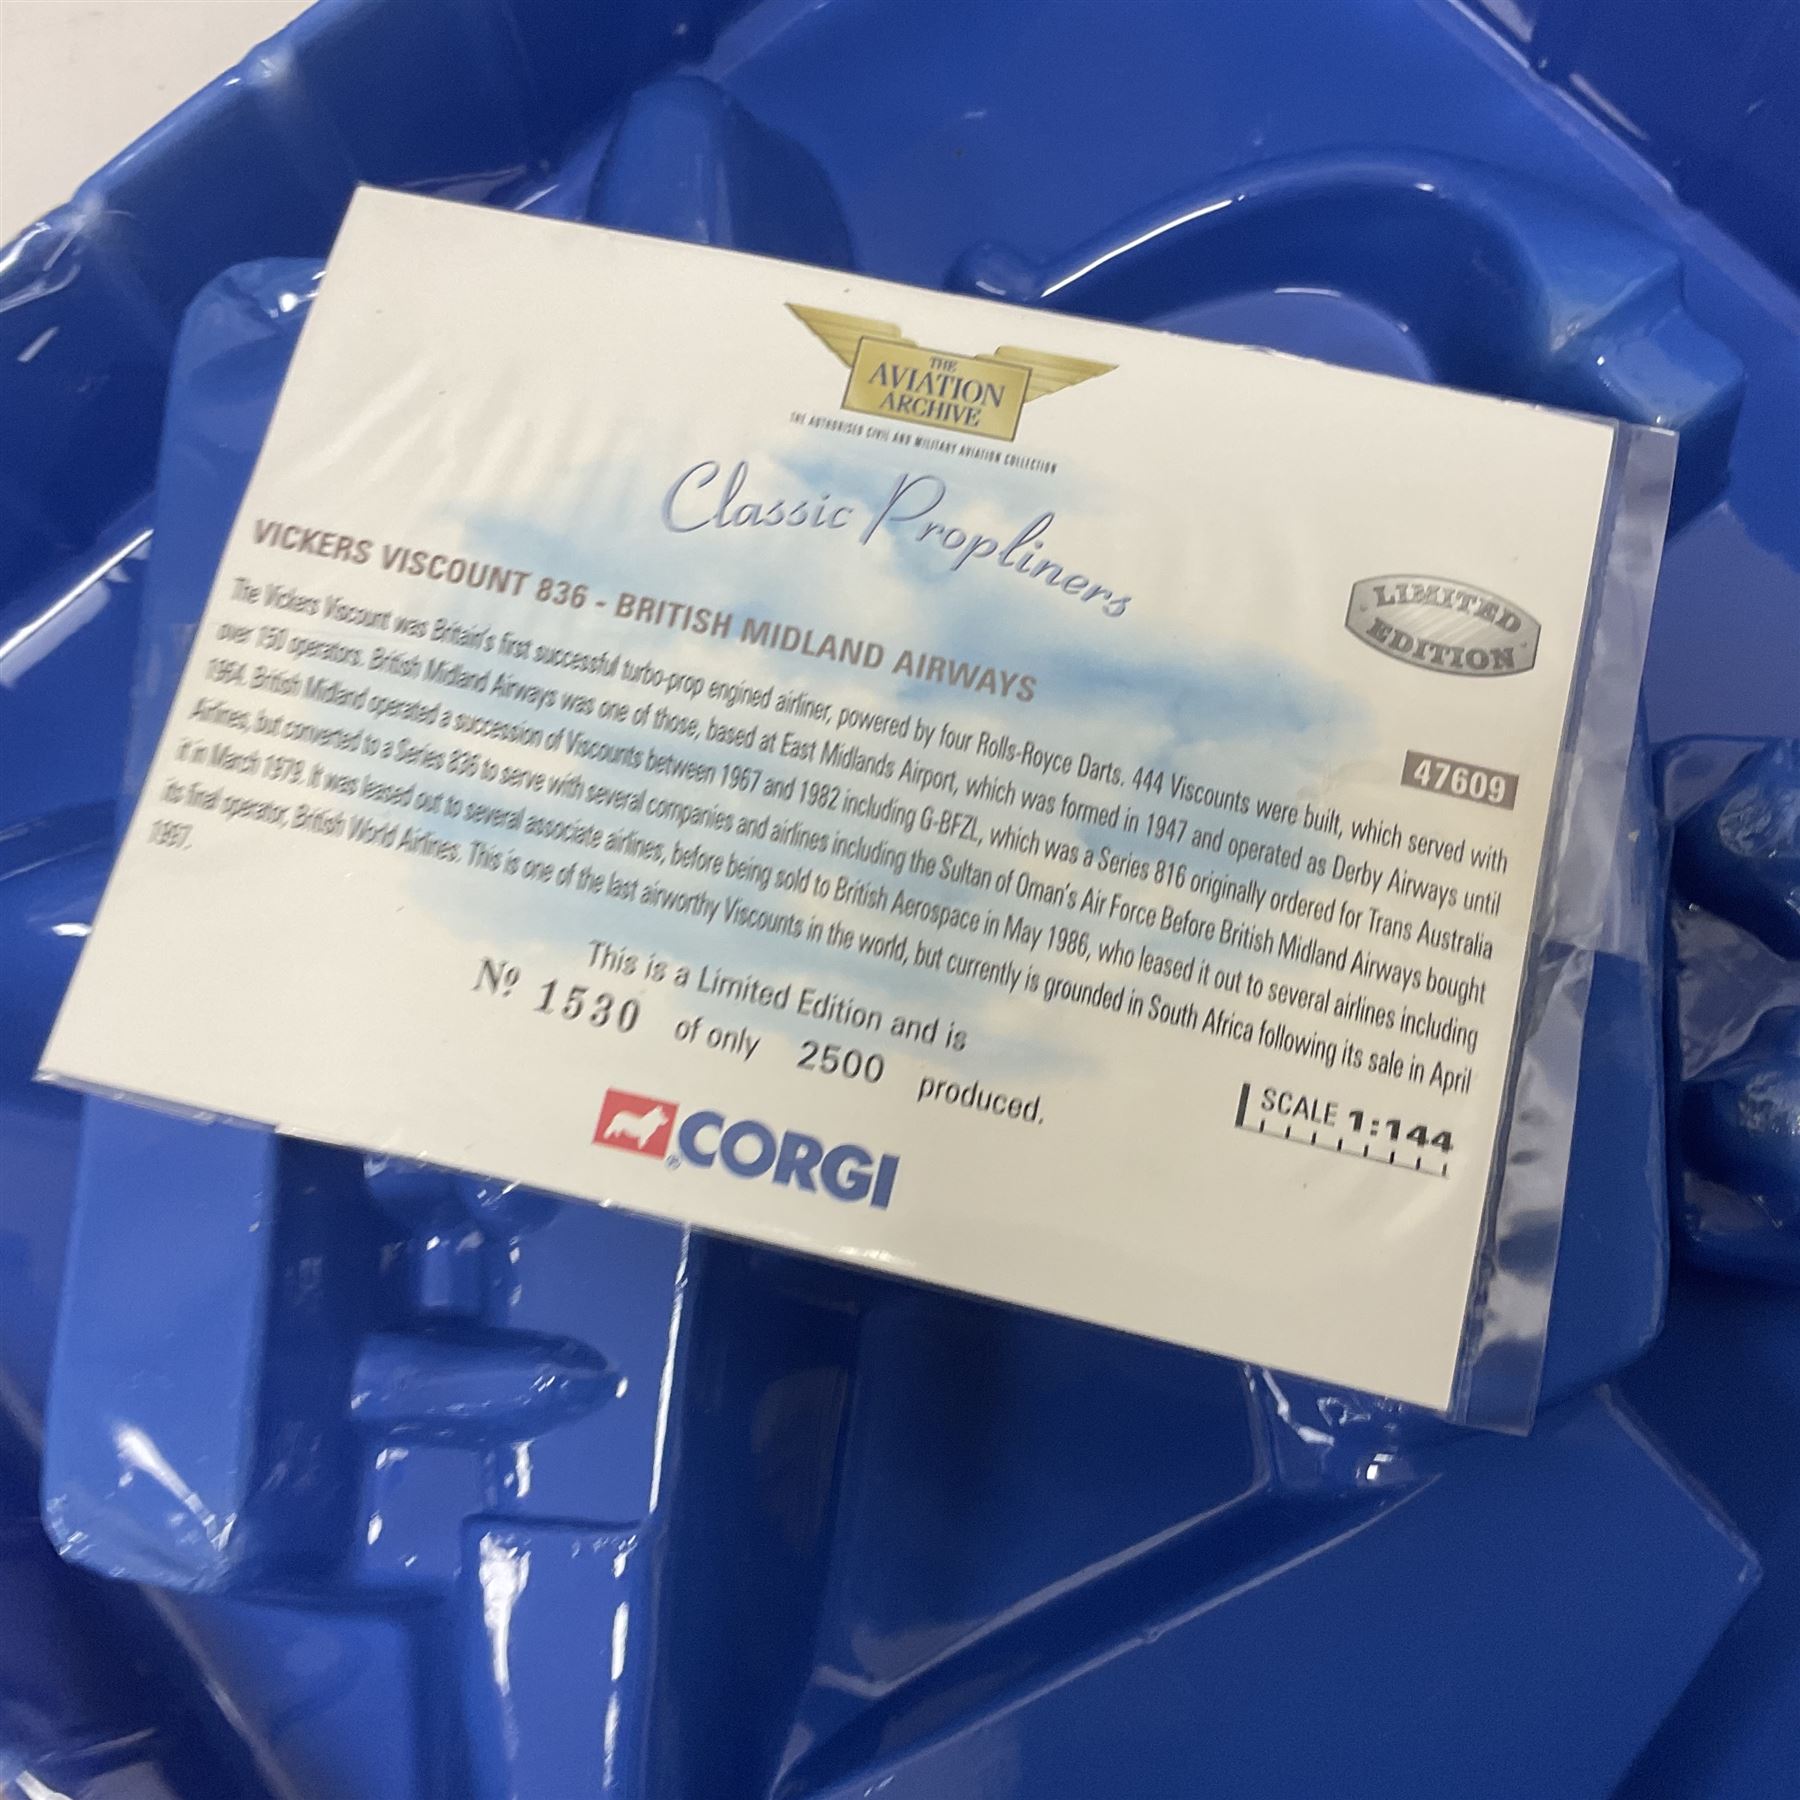 THE
AVIATION
ARCHIVE
THE AUTHORISED CIVIL AND MILITARY AVIATION COLLECTION
Classic Propliners
LIMITED
EDITION
VICKERS VISCOUNT 836 - BRITISH MIDLAND AIRWAYS
47609
The Vickers Viscount was Britain's first successful turbo-prop engined airliner, powered by four Rolls-Royce Darts. 444 Viscounts were built, which served with
over 150 operators. British Midland Airways was one of those, based at East Midlands Airport, which was formed in 1947 and operated as Derby Airways until
1964. British Midland operated a succession of Viscounts between 1967 and 1982 including G-BFZL, which was a Series 816 originally ordered for Trans Australia
Airlines, but converted to a Series 836 to serve with several companies and airlines including the Sultan of Oman's Air Force Before British Midland Airways bought
it in March 1979. It was leased out to several associate airlines, before being sold to British Aerospace in May 1986, who leased it out to several airlines including
its final operator, British World Airlines. This is one of the last airworthy Viscounts in the world, but currently is grounded in South Africa following its sale in April
1997.
This is a Limited Edition and is
Nº 1530 of only 2500 produced.
SCALE 1:144
®CORGI